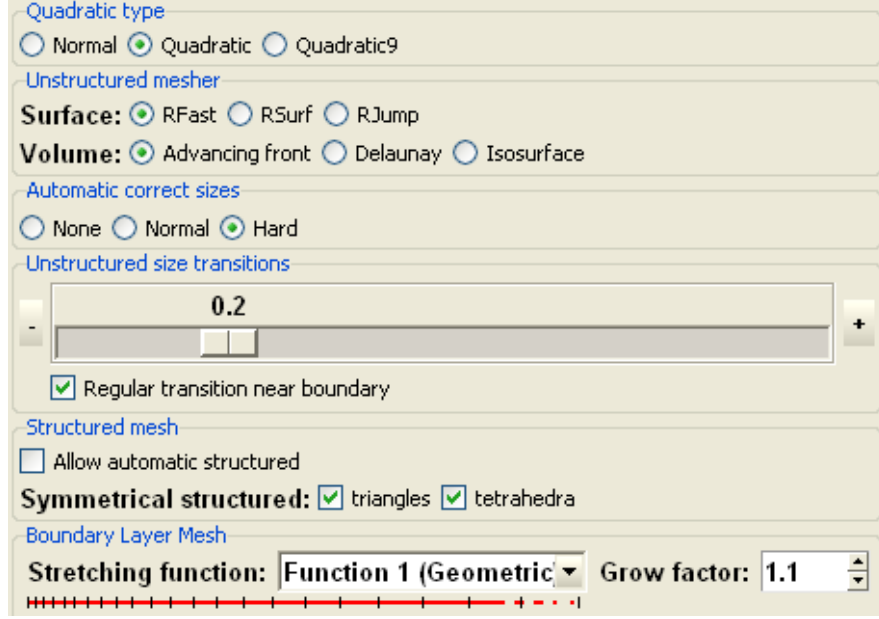 Quadratic type
Normal Quadratic Quadratic9
Unstructured mesher
Surface: RFast RSurf RJump
Volume: Advancing front Delaunay Isosurface
Automatic correct sizes
None Normal Hard
Unstructured size transitions
0.2
- +
Regular transition near boundary
Structured mesh
Allow automatic structured
Symmetrical structured: triangles tetrahedra
Boundary Layer Mesh
Stretching function: Function 1 (Geometric Grow factor: 1.1